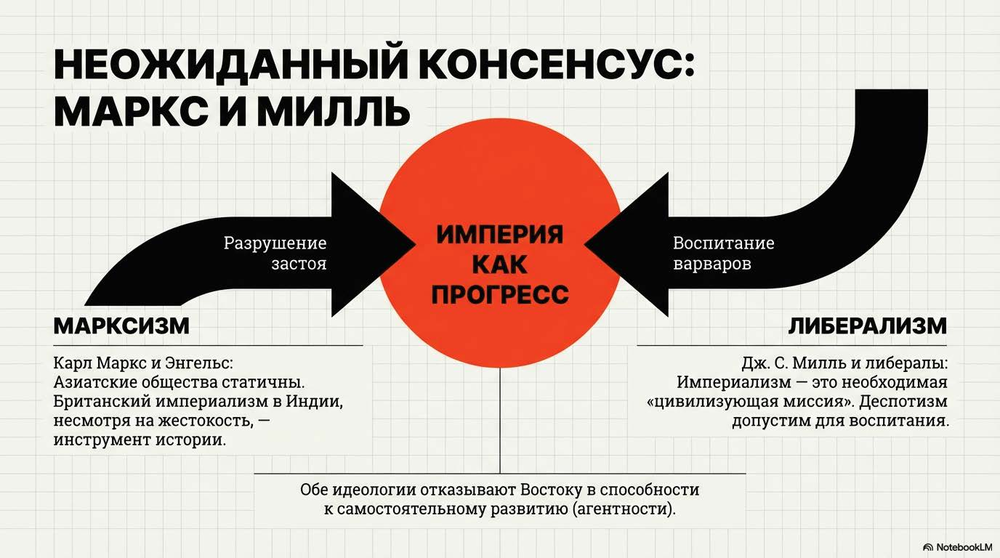 НЕОЖИДАННЫЙ КОНСЕНСУС:
МАРКС И МИЛЛЬ
Разрушение
застоя
ИМПЕРИЯ
КАК
ПРОГРЕСС
Воспитание
варваров
МАРКСИЗМ
Карл Маркс и Энгельс:
Азиатские общества статичны.
Британский империализм в Индии,
несмотря на жестокость, —
инструмент истории.
ЛИБЕРАЛИЗМ
Дж. С. Милль и либералы:
Империализм — это необходимая
«цивилизующая миссия». Деспотизм
допустим для воспитания.
Обе идеологии отказывают Востоку в способности
к самостоятельному развитию (агентности).
NotebookLM